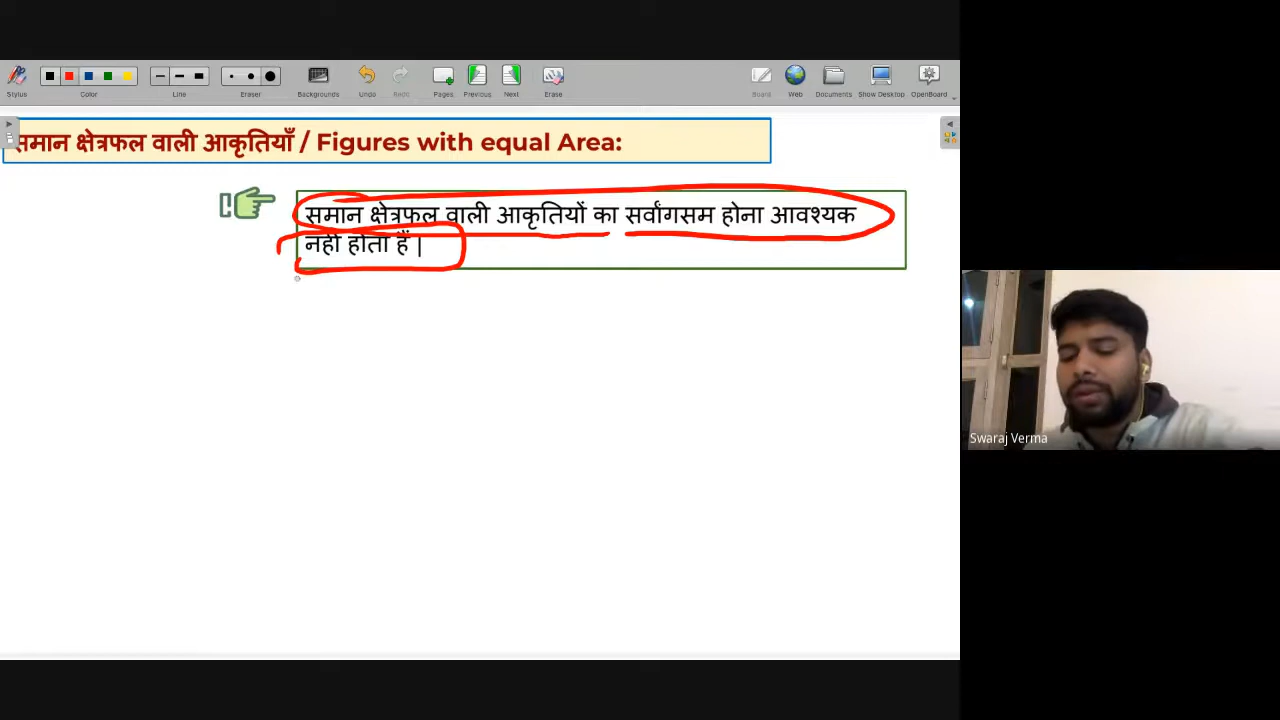 Stylus
Color
Line
Eraser
Backgrounds
Undo
Redo
Pages
Previous
Next
Erase
Board
Web
Documents
Show Desktop
OpenBoard
समान क्षेत्रफल वाली आकृतियाँ / Figures with equal Area:
समान क्षेत्रफल वाली आकृतियों का सर्वांगसम होना आवश्यक
नही होता हैं |
Swaraj Verma